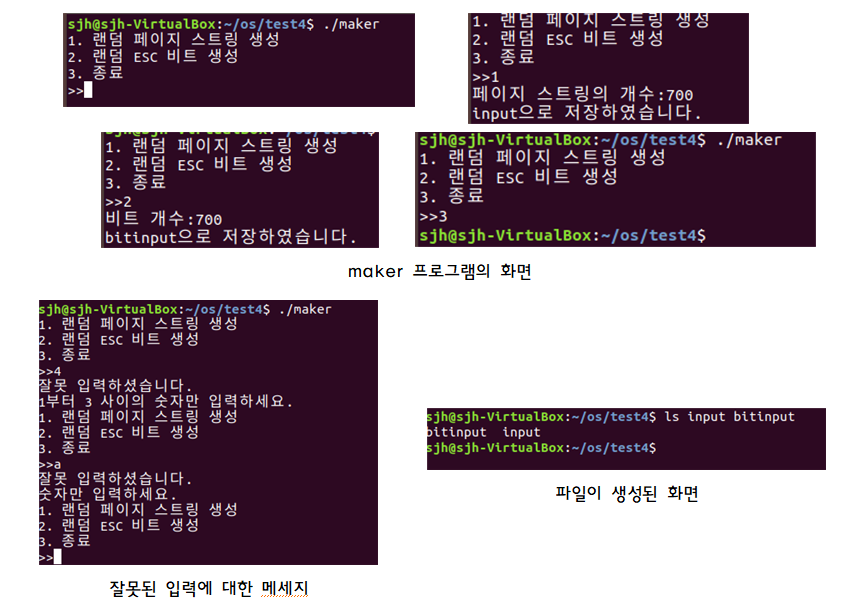 sjh@sjh-VirtualBox:~/os/test4$ ./maker
1. 랜덤 페이지 스트링 생성
2. 랜덤 ESC 비트 생성
3. 종료
>>
1. 랜덤 페이지 스트링 생성
2. 랜덤 ESC 비트 생성
3. 종료
>>1
페이지 스트링의 개수:700
input으로 저장하였습니다.
1. 랜덤 페이지 스트링 생성
2. 랜덤 ESC 비트 생성
3. 종료
>>2
비트 개수:700
bitinput으로 저장하였습니다.
sjh@sjh-VirtualBox:~/os/test4$ ./maker
1. 랜덤 페이지 스트링 생성
2. 랜덤 ESC 비트 생성
3. 종료
>>3
sjh@sjh-VirtualBox:~/os/test4$
maker 프로그램의 화면
sjh@sjh-VirtualBox:~/os/test4$ ./maker
1. 랜덤 페이지 스트링 생성
2. 랜덤 ESC 비트 생성
3. 종료
>>4
잘못 입력하셨습니다.
1부터 3 사이의 숫자만 입력하세요.
1. 랜덤 페이지 스트링 생성
2. 랜덤 ESC 비트 생성
3. 종료
>>a
잘못 입력하셨습니다.
숫자만 입력하세요.
1. 랜덤 페이지 스트링 생성
2. 랜덤 ESC 비트 생성
3. 종료
>>
잘못된 입력에 대한 메세지
sjh@sjh-VirtualBox:~/os/test4$ ls input bitinput
bitinput input
sjh@sjh-VirtualBox:~/os/test4$
파일이 생성된 화면